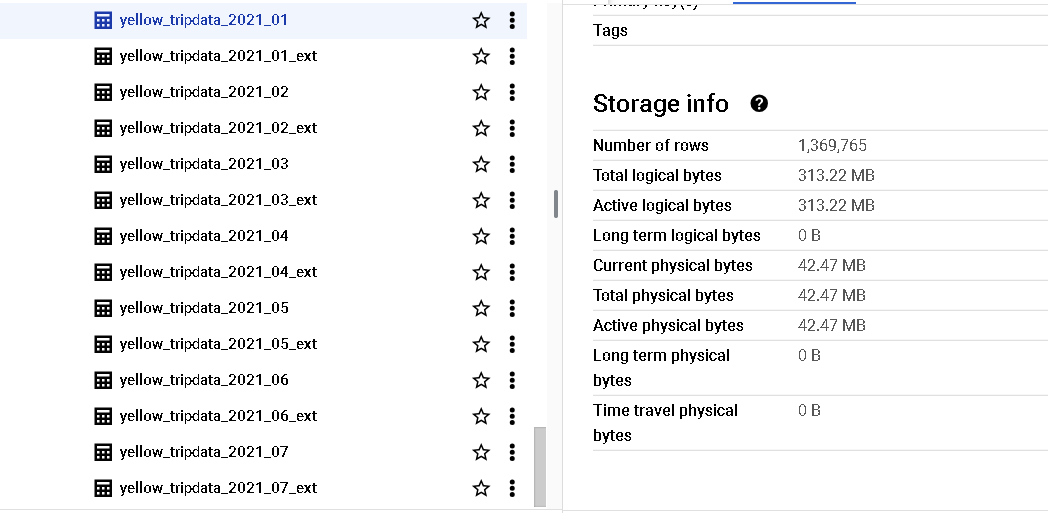 yellow_tripdata_2021_01
yellow_tripdata_2021_01_ext
yellow_tripdata_2021_02
yellow_tripdata_2021_02_ext
yellow_tripdata_2021_03
yellow_tripdata_2021_03_ext
yellow_tripdata_2021_04
yellow_tripdata_2021_04_ext
yellow_tripdata_2021_05
yellow_tripdata_2021_05_ext
yellow_tripdata_2021_06
yellow_tripdata_2021_06_ext
yellow_tripdata_2021_07
yellow_tripdata_2021_07_ext
Primary key(s)
Tags
Storage info
Number of rows 1,369,765
Total logical bytes 313.22 MB
Active logical bytes 313.22 MB
Long term logical bytes 0 B
Current physical bytes 42.47 MB
Total physical bytes 42.47 MB
Active physical bytes 42.47 MB
Long term physical 0 B
bytes
Time travel physical 0 B
bytes